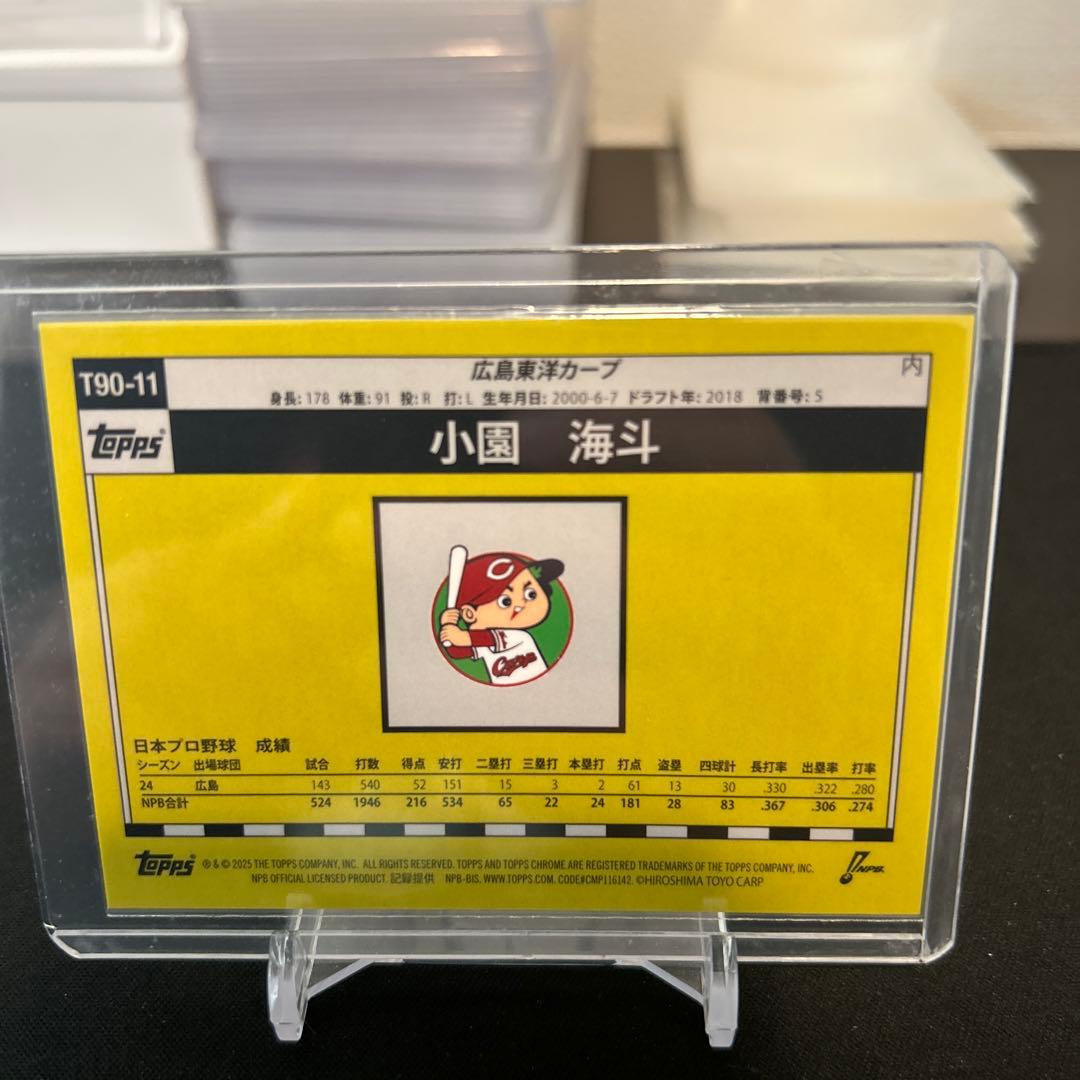 T90-11
広島東洋カープ
内
身長: 178 体重: 91 投: R 打: L 生年月日: 2000-6-7 ドラフト年: 2018 背番号: 5
Topps
小園 海斗
C
Carp
日本プロ野球 成績
シーズン 出場球団 試合 打数 得点 安打 二塁打 三塁打 本塁打 打点 盗塁 四球計 長打率 出塁率 打率
24 広島 143 540 52 151 15 3 2 61 13 30 .330 .322 .280
NPB合計 524 1946 216 534 65 22 24 181 28 83 .367 .306 .274
Topps ® & © 2025 THE TOPPS COMPANY, INC. ALL RIGHTS RESERVED. TOPPS AND TOPPS CHROME ARE REGISTERED TRADEMARKS OF THE TOPPS COMPANY, INC.
NPB OFFICIAL LICENSED PRODUCT. 記録提供 NPB-BIS. WWW.TOPPS.COM. CODE#CMP116142. ©HIROSHIMA TOYO CARP
NPB